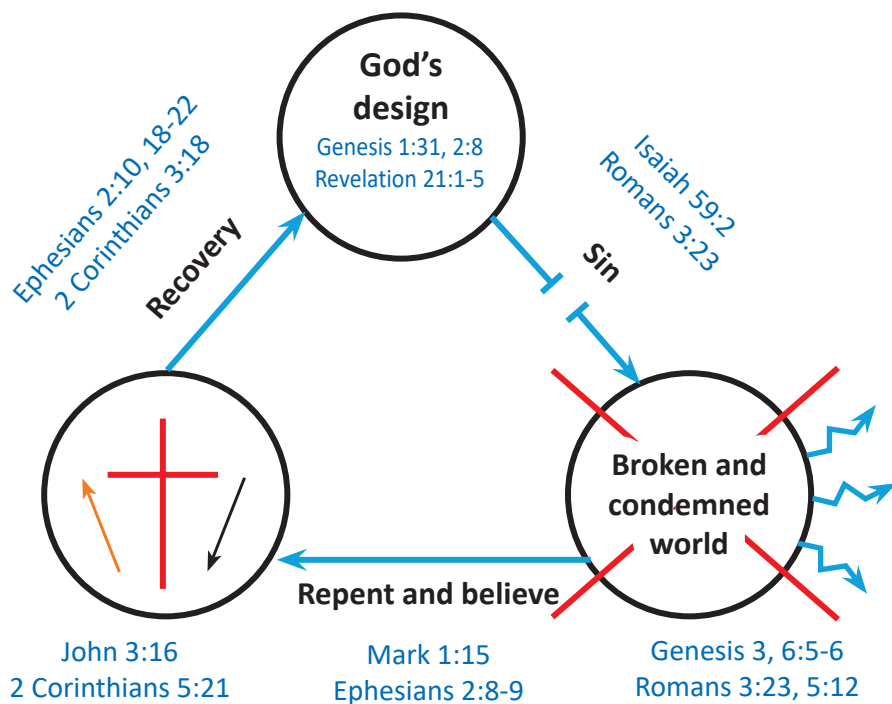 God's
design
Genesis 1:31, 2:8
Revelation 21:1-5
Ephesians 2:10, 18-22
2 Corinthians 3:18
Recovery
Isaiah 59:2
Romans 3:23
Sin
Broken and
condemned
world
Repent and believe
John 3:16
2 Corinthians 5:21
Mark 1:15
Ephesians 2:8-9
Genesis 3, 6:5-6
Romans 3:23, 5:12